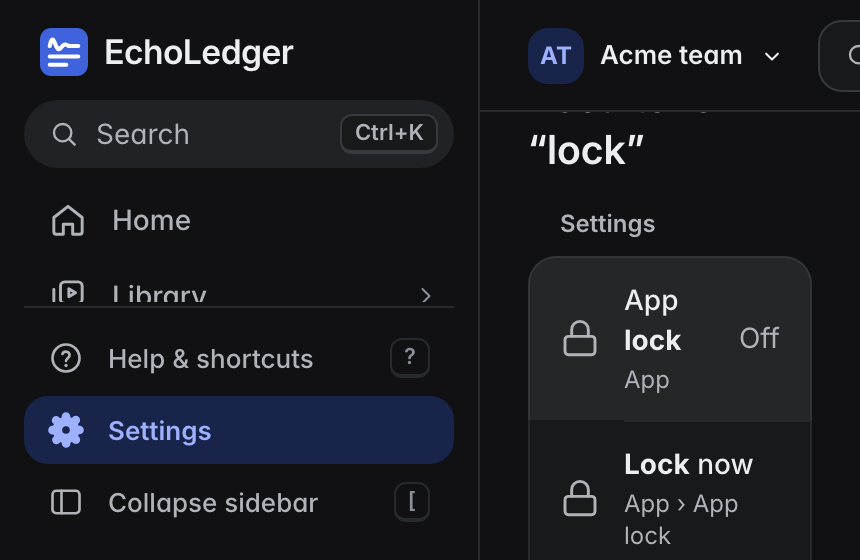 EchoLedger
Search
Ctrl+K
Home
Library
Help & shortcuts
?
Settings
Collapse sidebar
[
AT
Acme team
“lock”
Settings
App
lock
Off
App
Lock now
App › App
lock